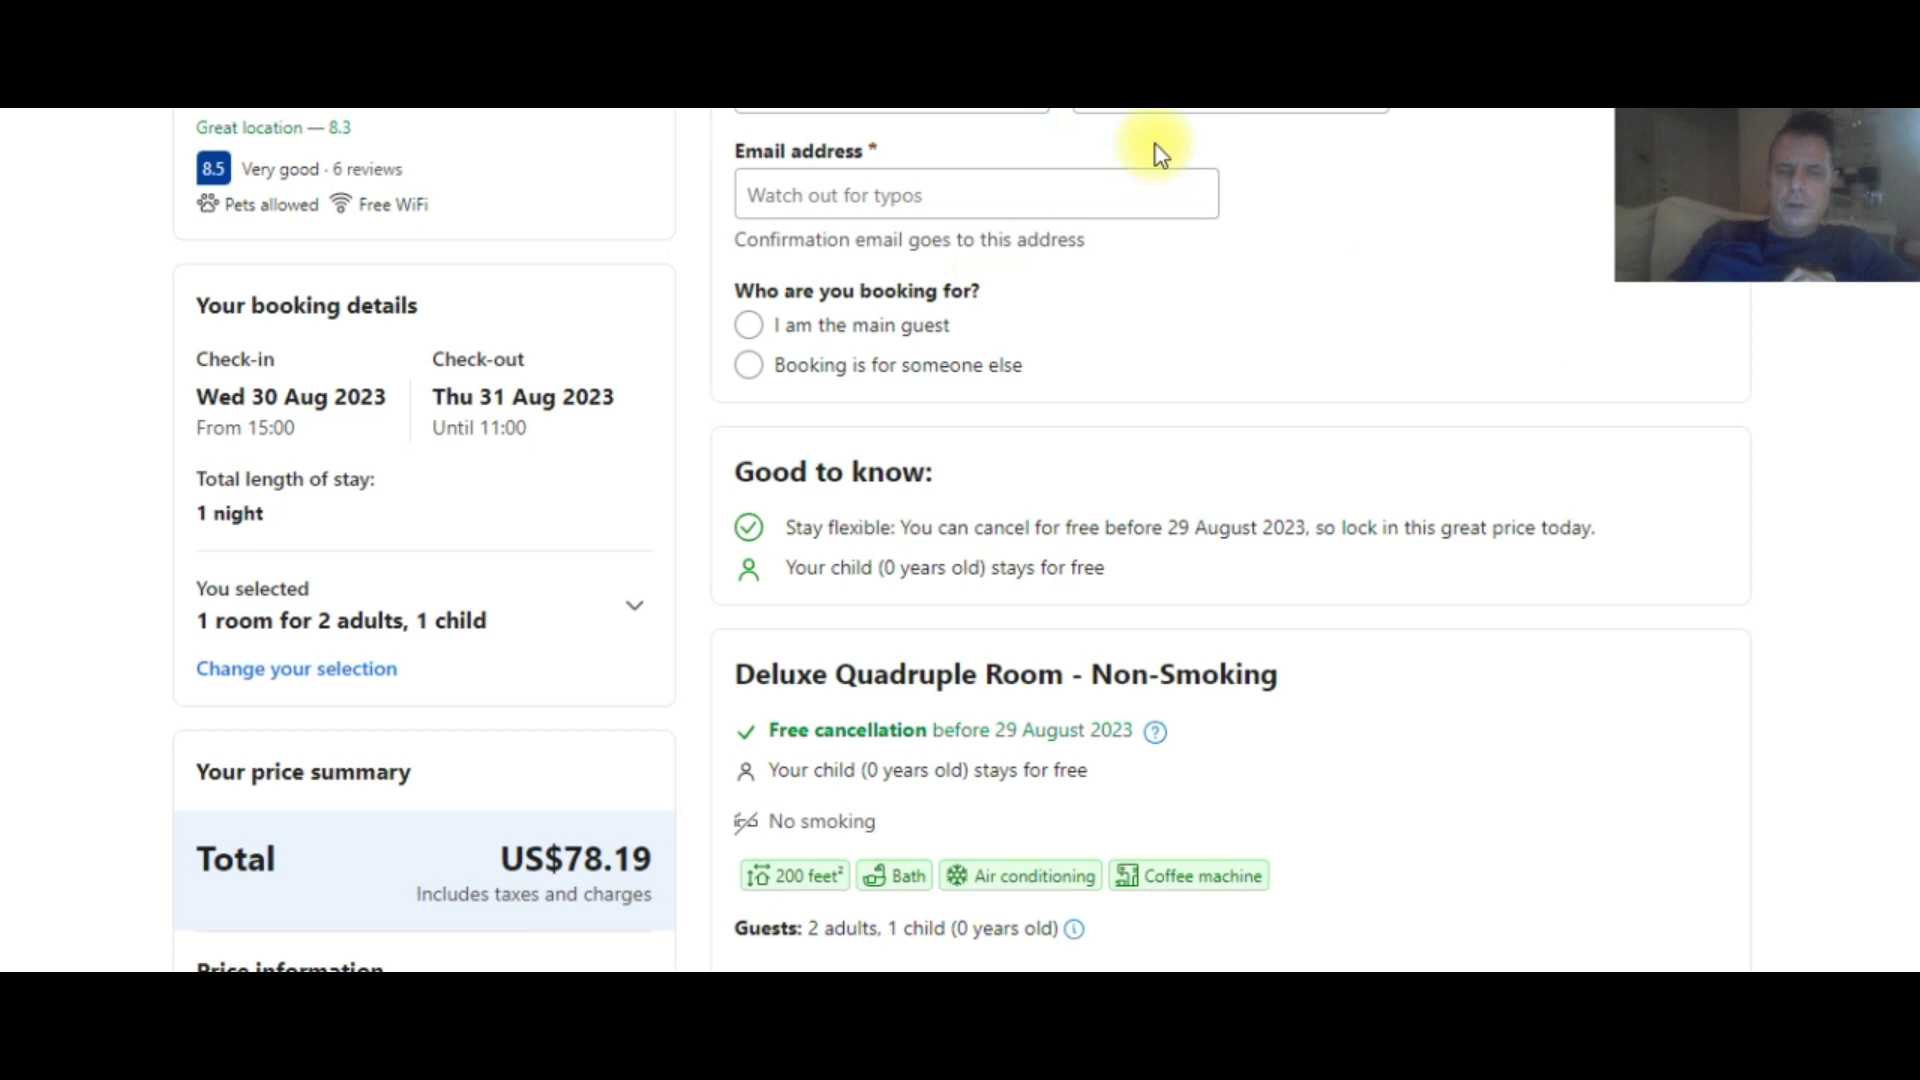 Great location — 8.3
8.5 Very good · 6 reviews
Pets allowed Free WiFi
Your booking details
Check-in
Check-out
Wed 30 Aug 2023
Thu 31 Aug 2023
From 15:00
Until 11:00
Total length of stay:
1 night
You selected
1 room for 2 adults, 1 child
Change your selection
Your price summary
Total US$78.19
Includes taxes and charges
Price information
Email address *
Watch out for typos
Confirmation email goes to this address
Who are you booking for?
I am the main guest
Booking is for someone else
Good to know:
Stay flexible: You can cancel for free before 29 August 2023, so lock in this great price today.
Your child (0 years old) stays for free
Deluxe Quadruple Room - Non-Smoking
Free cancellation before 29 August 2023
Your child (0 years old) stays for free
No smoking
200 feet² Bath Air conditioning Coffee machine
Guests: 2 adults, 1 child (0 years old)